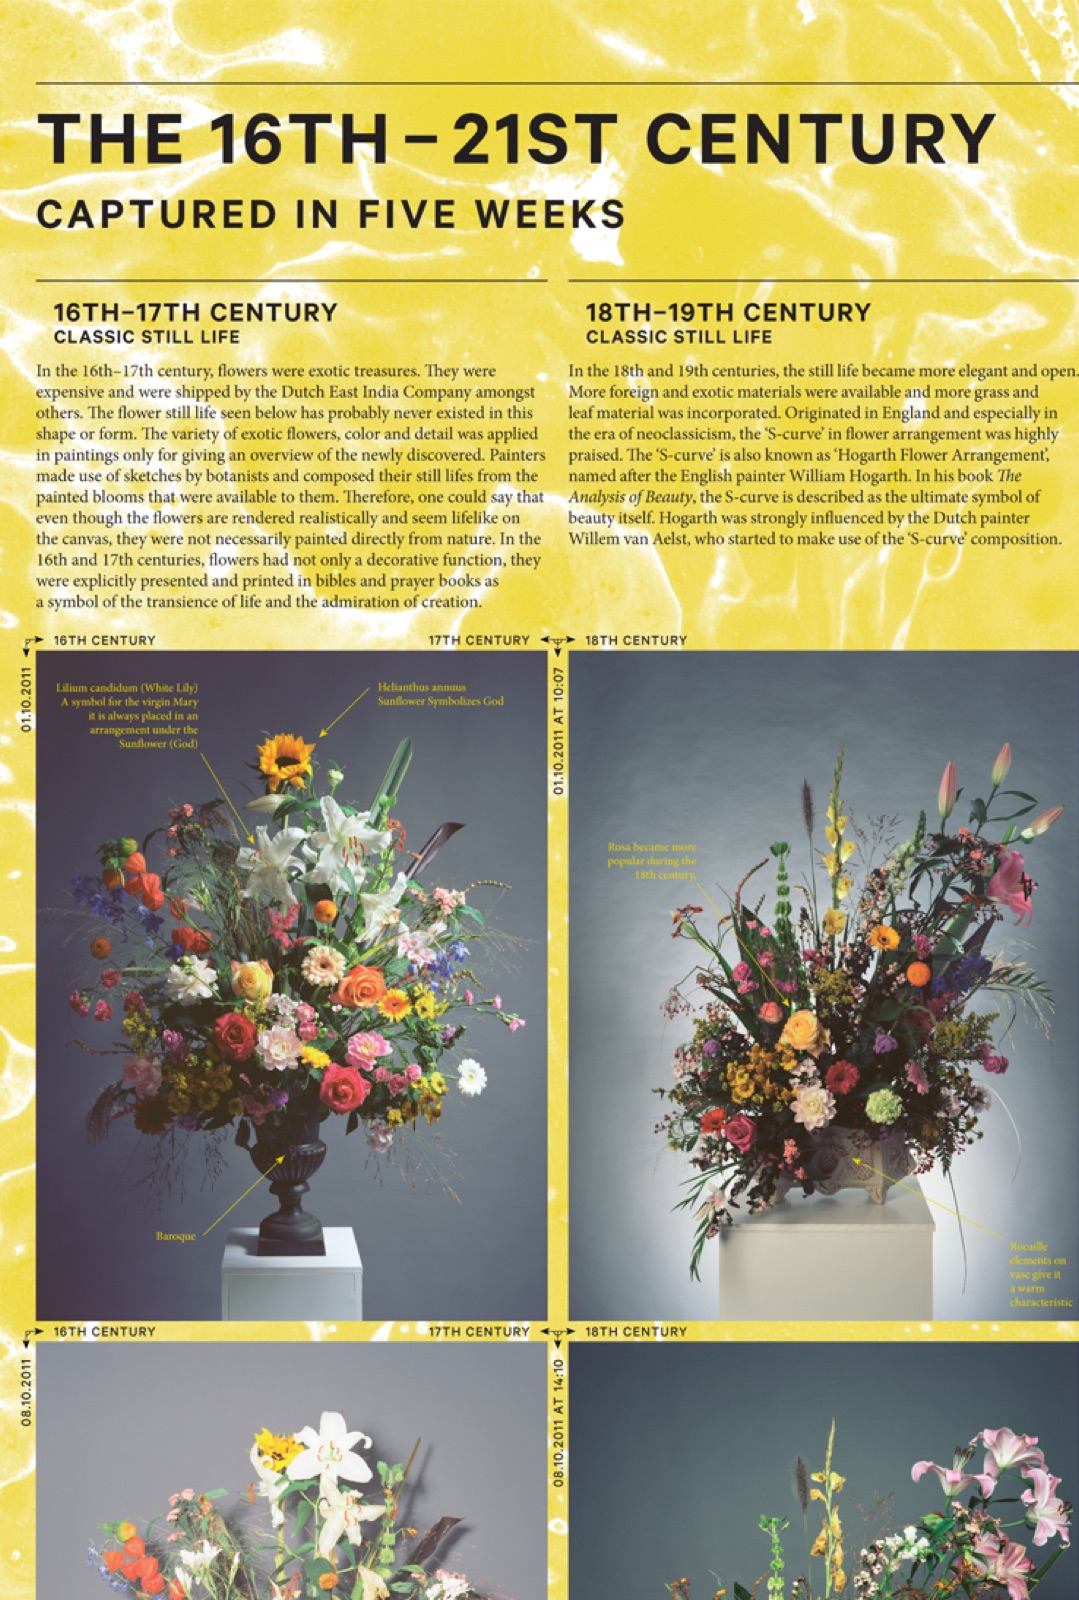 THE 16TH – 21ST CENTURY
CAPTURED IN FIVE WEEKS
16TH–17TH CENTURY
CLASSIC STILL LIFE
In the 16th–17th century, flowers were exotic treasures. They were
expensive and were shipped by the Dutch East India Company amongst
others. The flower still life seen below has probably never existed in this
shape or form. The variety of exotic flowers, color and detail was applied
in paintings only for giving an overview of the newly discovered. Painters
made use of sketches by botanists and composed their still lifes from the
painted blooms that were available to them. Therefore, one could say that
even though the flowers are rendered realistically and seem lifelike on
the canvas, they were not necessarily painted directly from nature. In the
16th and 17th centuries, flowers had not only a decorative function, they
were explicitly presented and printed in bibles and prayer books as
a symbol of the transience of life and the admiration of creation.
18TH–19TH CENTURY
CLASSIC STILL LIFE
In the 18th and 19th centuries, the still life became more elegant and open.
More foreign and exotic materials were available and more grass and
leaf material was incorporated. Originated in England and especially in
the era of neoclassicism, the ‘S-curve’ in flower arrangement was highly
praised. The ‘S-curve’ is also known as ‘Hogarth Flower Arrangement’,
named after the English painter William Hogarth. In his book The
Analysis of Beauty, the S-curve is described as the ultimate symbol of
beauty itself. Hogarth was strongly influenced by the Dutch painter
Willem van Aelst, who started to make use of the ‘S-curve’ composition.
16TH CENTURY
17TH CENTURY
18TH CENTURY
01.10.2011
Lilium candidum (White Lily)
A symbol for the virgin Mary
it is always placed in an
arrangement under the
Sunflower (God)
Helianthus annuus
Sunflower Symbolizes God
Baroque
01.10.2011 AT 10:07
Rosa became more
popular during the
18th century.
Rocaille
elements on
vase give it
a warm
characteristic
16TH CENTURY
17TH CENTURY
18TH CENTURY
08.10.2011
08.10.2011 AT 14:10